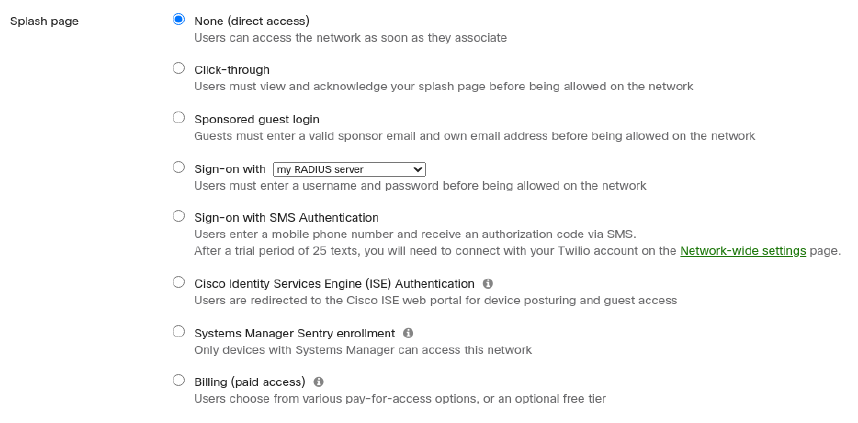 Splash page
None (direct access)
Users can access the network as soon as they associate
Click-through
Users must view and acknowledge your splash page before being allowed on the network
Sponsored guest login
Guests must enter a valid sponsor email and own email address before being allowed on the network
Sign-on with my RADIUS server
Users must enter a username and password before being allowed on the network
Sign-on with SMS Authentication
Users enter a mobile phone number and receive an authorization code via SMS.
After a trial period of 25 texts, you will need to connect with your Twilio account on the Network-wide settings page.
Cisco Identity Services Engine (ISE) Authentication
Users are redirected to the Cisco ISE web portal for device posturing and guest access
Systems Manager Sentry enrollment
Only devices with Systems Manager can access this network
Billing (paid access)
Users choose from various pay-for-access options, or an optional free tier